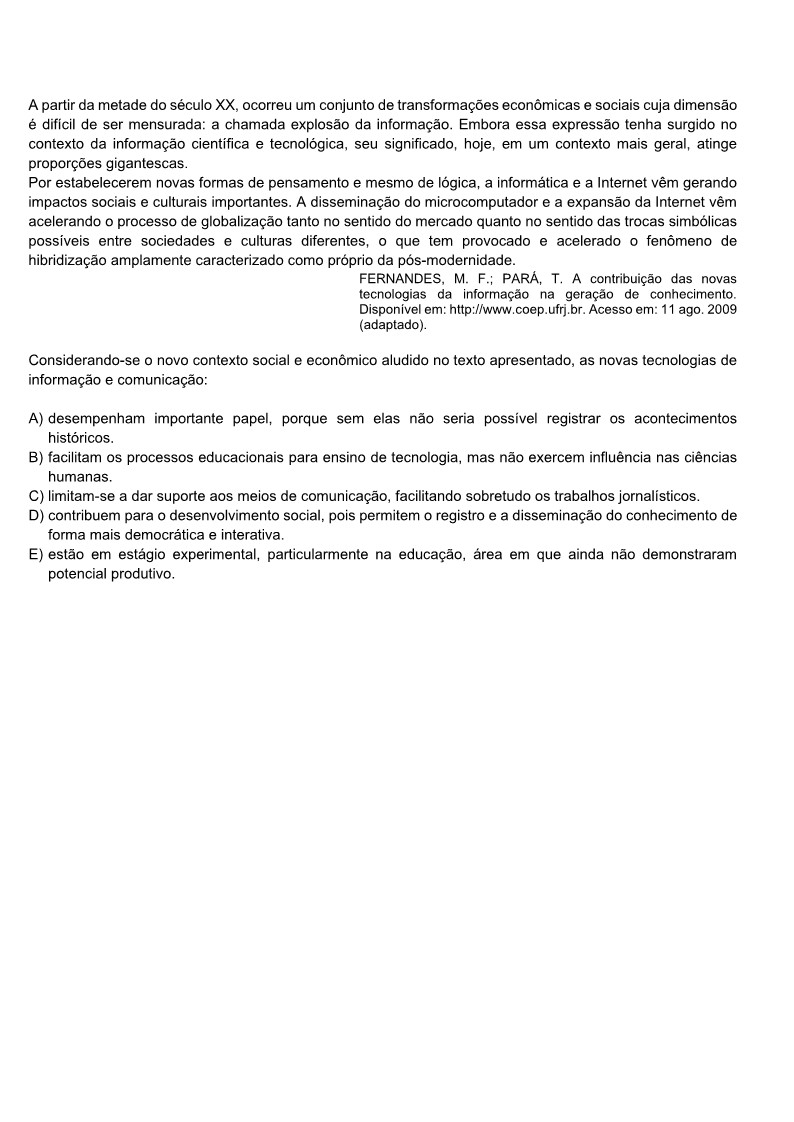 A partir da metade do século XX, ocorreu um conjunto de transformações econômicas e sociais cuja dimensão
é difícil de ser mensurada: a chamada explosão da informação. Embora essa expressão tenha surgido no
contexto da informação científica e tecnológica, seu significado, hoje, em um contexto mais geral, atinge
proporções gigantescas.
Por estabelecerem novas formas de pensamento e mesmo de lógica, a informática e a Internet vêm gerando
impactos sociais e culturais importantes. A disseminação do microcomputador e a expansão da Internet vêm
acelerando o processo de globalização tanto no sentido do mercado quanto no sentido das trocas simbólicas
possíveis entre sociedades e culturas diferentes, o que tem provocado e acelerado o fenômeno de
hibridização amplamente caracterizado como próprio da pós-modernidade.
FERNANDES, M. F.; PARÁ, T. A contribuição das novas
tecnologias da informação na geração de conhecimento.
Disponível em: http://www.coep.ufrj.br. Acesso em: 11 ago. 2009
(adaptado).
Considerando-se o novo contexto social e econômico aludido no texto apresentado, as novas tecnologias de
informação e comunicação:
A) desempenham importante papel, porque sem elas não seria possível registrar os acontecimentos
históricos.
B) facilitam os processos educacionais para ensino de tecnologia, mas não exercem influência nas ciências
humanas.
C) limitam-se a dar suporte aos meios de comunicação, facilitando sobretudo os trabalhos jornalísticos.
D) contribuem para o desenvolvimento social, pois permitem o registro e a disseminação do conhecimento de
forma mais democrática e interativa.
E) estão em estágio experimental, particularmente na educação, área em que ainda não demonstraram
potencial produtivo.